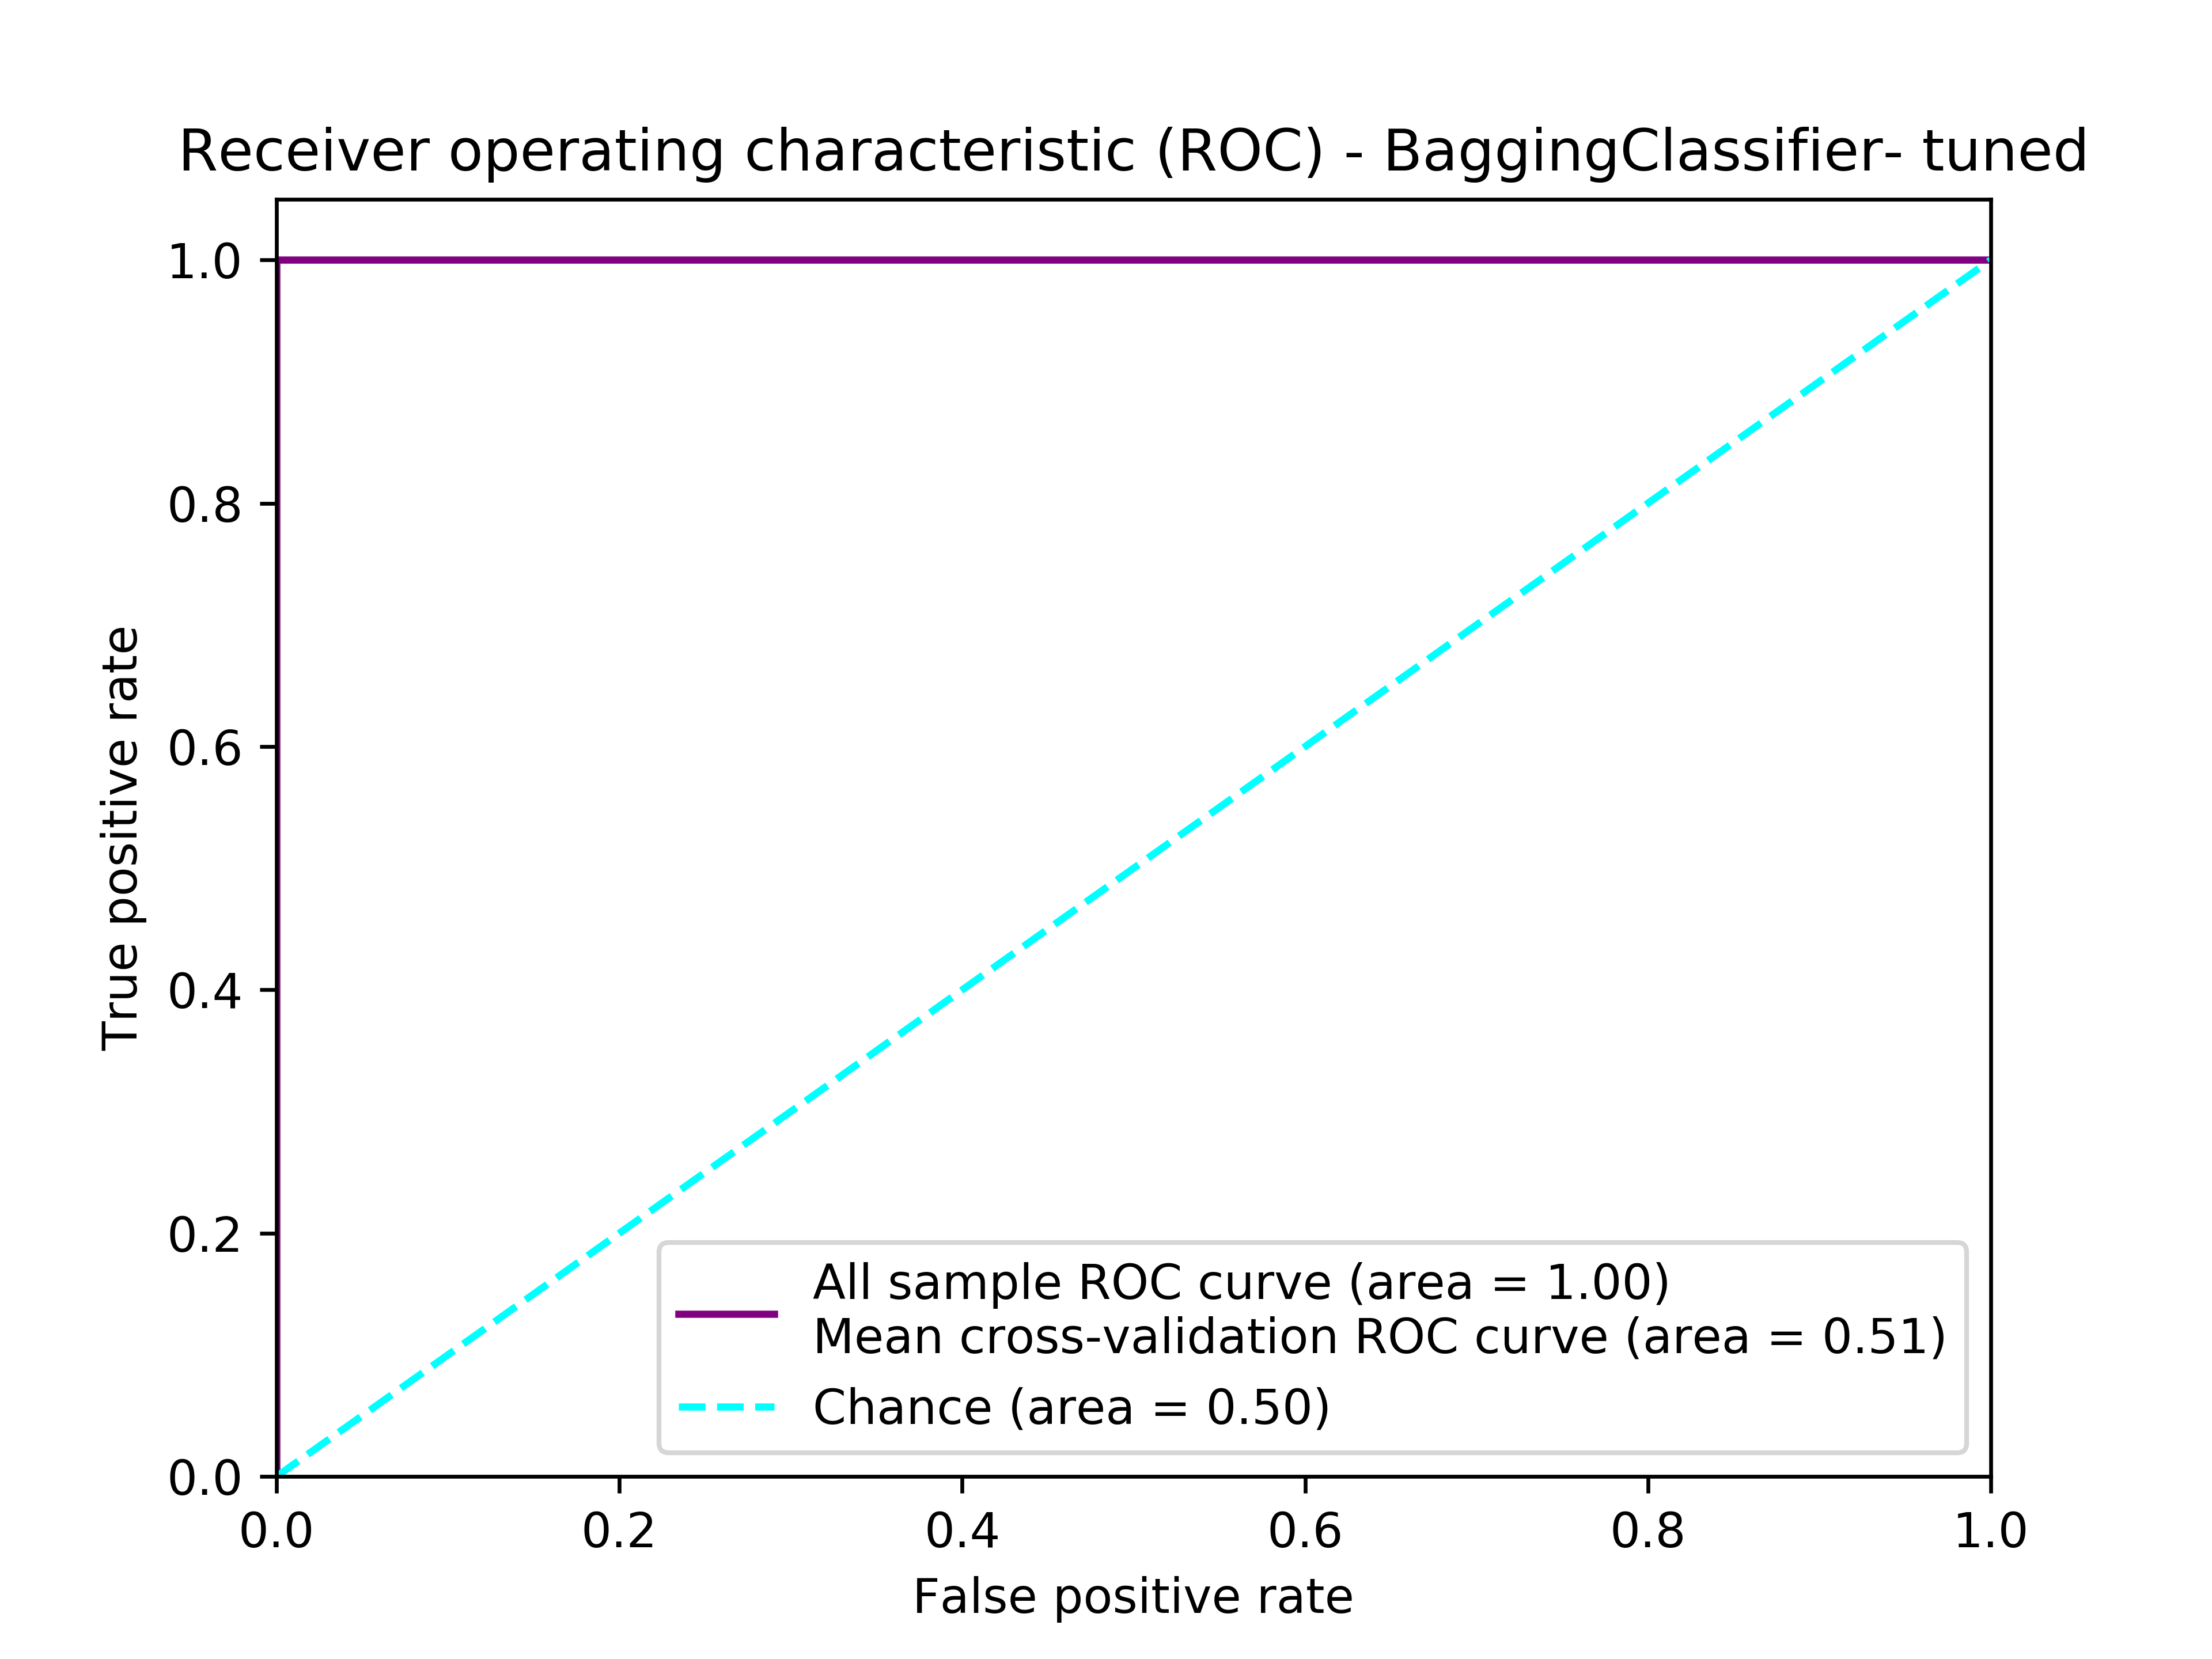 Receiver operating characteristic (ROC) - BaggingClassifier- tuned
True positive rate
1.0
0.8
0.6
0.4
0.2
0.0
All sample ROC curve (area = 1.00)
Mean cross-validation ROC curve (area = 0.51)
Chance (area = 0.50)
0.0 0.2 0.4 0.6 0.8 1.0
False positive rate